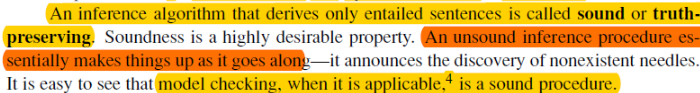 An inference algorithm that derives only entailed sentences is called sound or truth-
preserving. Soundness is a highly desirable property. An unsound inference procedure es-
sentially makes things up as it goes along—it announces the discovery of nonexistent needles.
It is easy to see that model checking, when it is applicable,4 is a sound procedure.